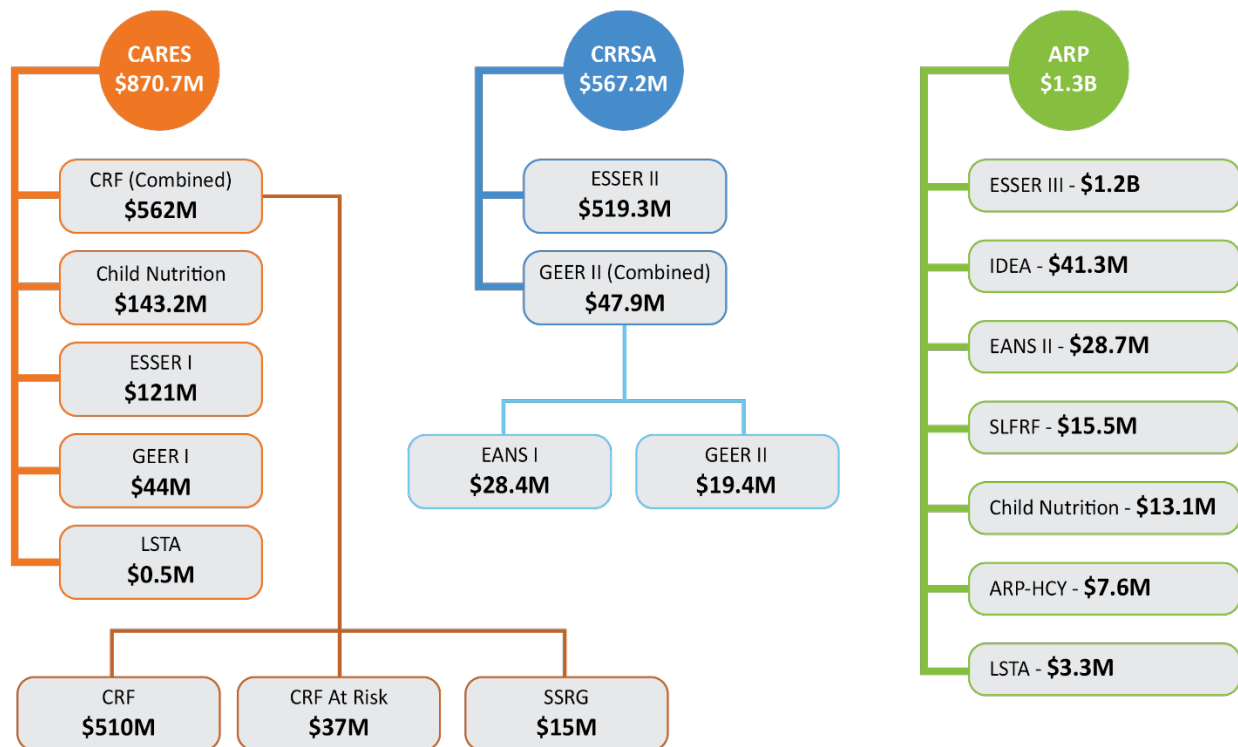 CARES
$870.7M
CRF (Combined)
$562M
Child Nutrition
$143.2M
ESSER I
$121M
GEER I
$44M
LSTA
$0.5M
CRF
$510M
CRF At Risk
$37M
SSRG
$15M
CRRSA
$567.2M
ESSER II
$519.3M
GEER II (Combined)
$47.9M
EANS I
$28.4M
GEER II
$19.4M
ARP
$1.3B
ESSER III - $1.2B
IDEA - $41.3M
EANS II - $28.7M
SLFRF - $15.5M
Child Nutrition - $13.1M
ARP-HCY - $7.6M
LSTA - $3.3M